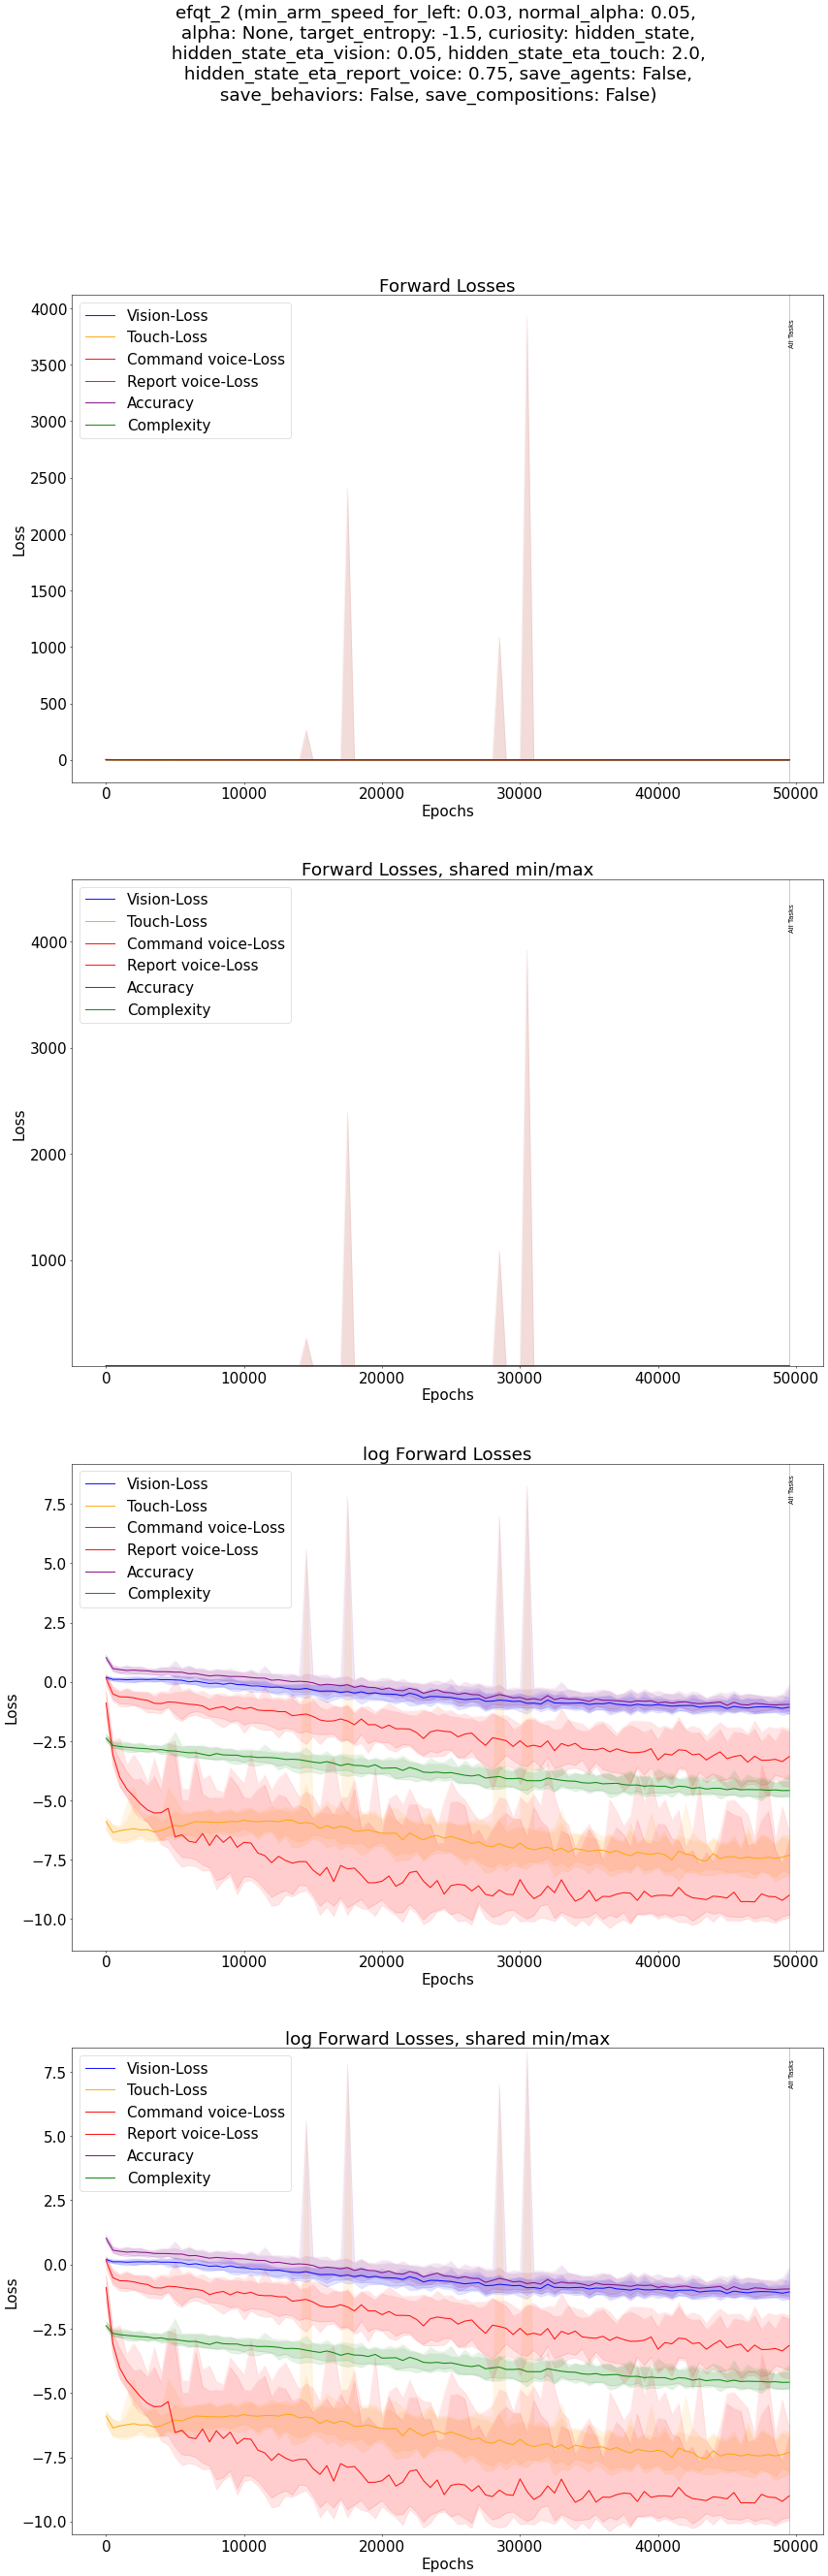 efqt_2 (min_arm_speed_for_left: 0.03, normal_alpha: 0.05,
alpha: None, target_entropy: -1.5, curiosity: hidden_state,
hidden_state_eta_vision: 0.05, hidden_state_eta_touch: 2.0,
hidden_state_eta_report_voice: 0.75, save_agents: False,
save_behaviors: False, save_compositions: False)
Forward Losses
Vision-Loss
Touch-Loss
Command voice-Loss
Report voice-Loss
Accuracy
Complexity
All Tasks
4000
3500
3000
2500
2000
1500
1000
500
0
Loss
0 10000 20000 30000 40000 50000
Epochs
Forward Losses, shared min/max
Vision-Loss
Touch-Loss
Command voice-Loss
Report voice-Loss
Accuracy
Complexity
All Tasks
4000
3000
2000
1000
Loss
0 10000 20000 30000 40000 50000
Epochs
log Forward Losses
Vision-Loss
Touch-Loss
Command voice-Loss
Report voice-Loss
Accuracy
Complexity
All Tasks
7.5
5.0
2.5
0.0
−2.5
−5.0
−7.5
−10.0
Loss
0 10000 20000 30000 40000 50000
Epochs
log Forward Losses, shared min/max
Vision-Loss
Touch-Loss
Command voice-Loss
Report voice-Loss
Accuracy
Complexity
All Tasks
7.5
5.0
2.5
0.0
−2.5
−5.0
−7.5
−10.0
Loss
0 10000 20000 30000 40000 50000
Epochs